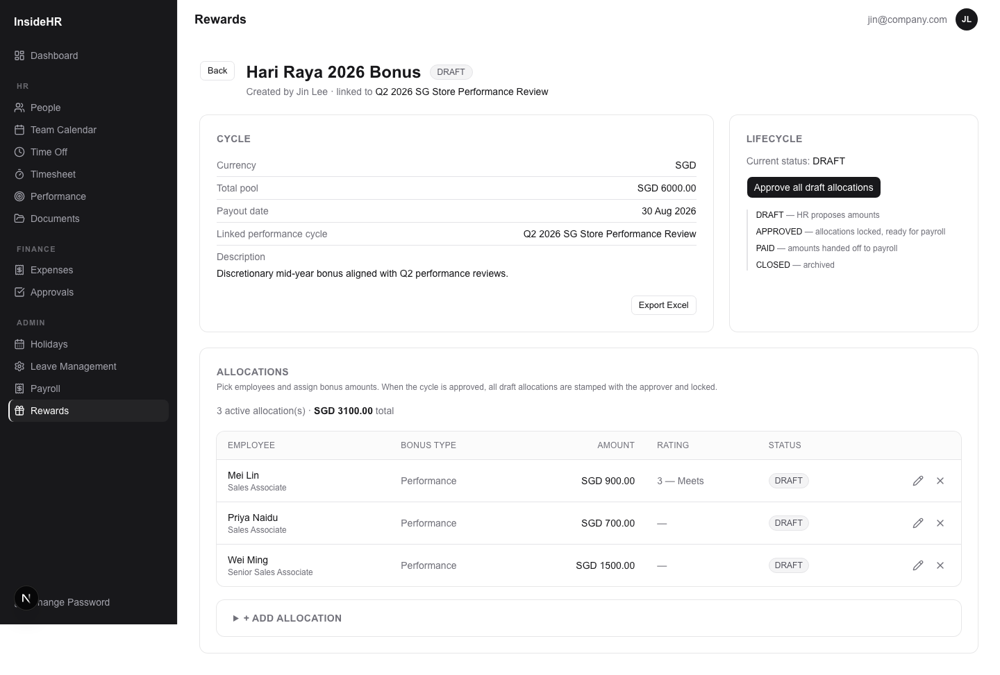 InsideHR
Dashboard
HR
People
Team Calendar
Time Off
Timesheet
Performance
Documents
FINANCE
Expenses
Approvals
ADMIN
Holidays
Leave Management
Payroll
Rewards
N
hange Password
Rewards
jin@company.com
JL
Back
Hari Raya 2026 Bonus DRAFT
Created by Jin Lee · linked to Q2 2026 SG Store Performance Review
CYCLE
Currency SGD
Total pool SGD 6000.00
Payout date 30 Aug 2026
Linked performance cycle Q2 2026 SG Store Performance Review
Description
Discretionary mid-year bonus aligned with Q2 performance reviews.
Export Excel
LIFECYCLE
Current status: DRAFT
Approve all draft allocations
DRAFT — HR proposes amounts
APPROVED — allocations locked, ready for payroll
PAID — amounts handed off to payroll
CLOSED — archived
ALLOCATIONS
Pick employees and assign bonus amounts. When the cycle is approved, all draft allocations are stamped with the approver and locked.
3 active allocation(s) · SGD 3100.00 total
EMPLOYEE BONUS TYPE AMOUNT RATING STATUS
Mei Lin
Sales Associate
Performance SGD 900.00 3 — Meets DRAFT
Priya Naidu
Sales Associate
Performance SGD 700.00 — DRAFT
Wei Ming
Senior Sales Associate
Performance SGD 1500.00 — DRAFT
+ ADD ALLOCATION